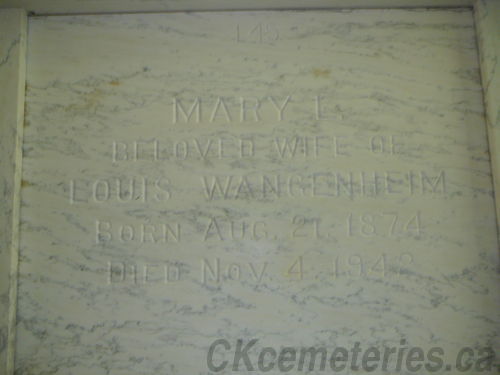 145
MARY L.
BELOVED WIFE OF
LOUIS WANGENHEIM
BORN AUG. 21. 1874
DIED NOV. 4. 1942
CKcemeteries.ca